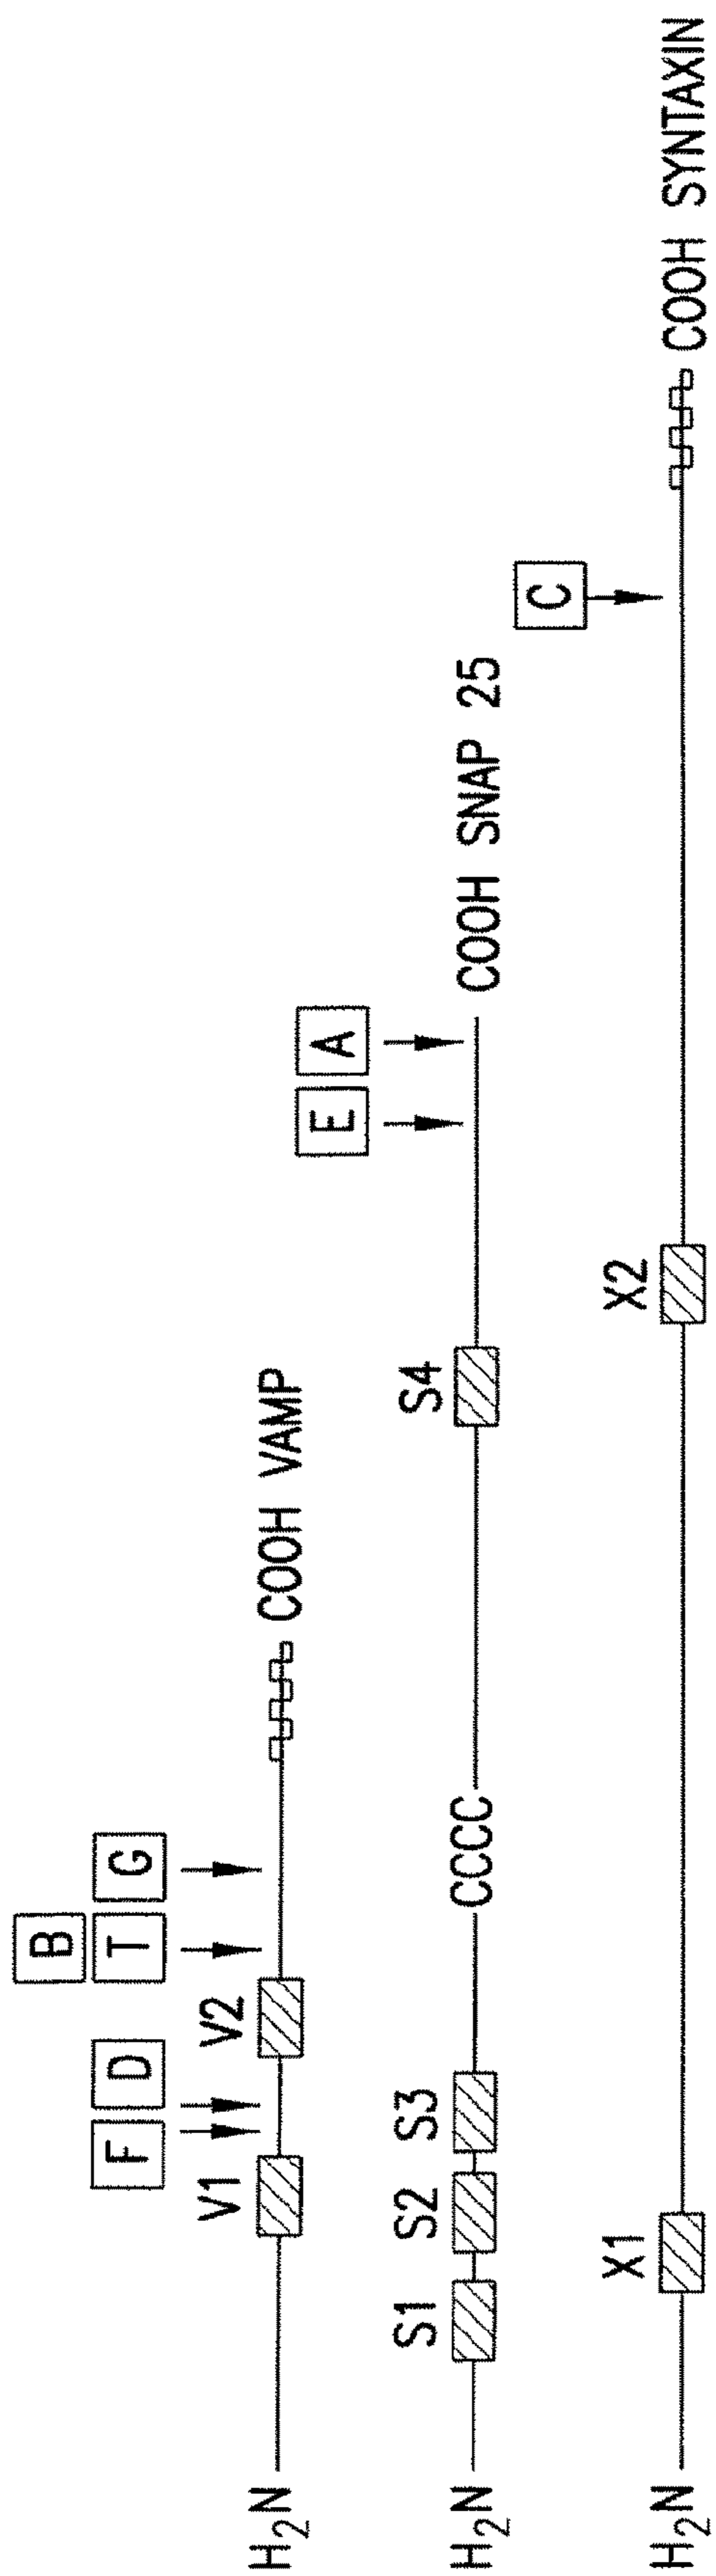 B
F D T G
V1 V2
H2N COOH VAMP
E A
S1 S2 S3 S4
H2N CCCC COOH SNAP 25
C
X1 X2
H2N COOH SYNTAXIN